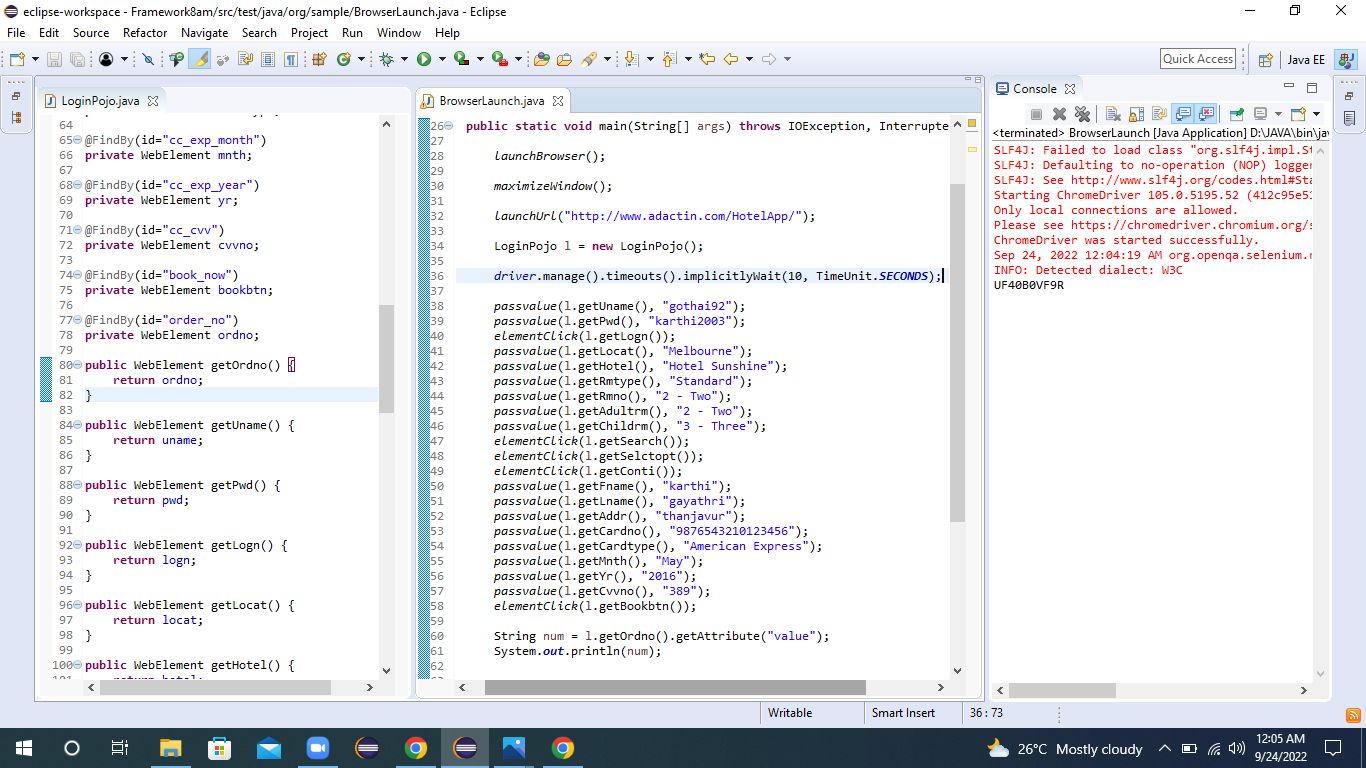 eclipse-workspace - Framework8am/src/test/java/org/sample/BrowserLaunch.java - Eclipse
File Edit Source Refactor Navigate Search Project Run Window Help
Quick Access
Java EE
LoginPojo.java
64
65 @FindBy(id="cc_exp_month")
66 private WebElement mnth;
67
68 @FindBy(id="cc_exp_year")
69 private WebElement yr;
70
71 @FindBy(id="cc_cvv")
72 private WebElement cvvno;
73
74 @FindBy(id="book_now")
75 private WebElement bookbtn;
76
77 @FindBy(id="order_no")
78 private WebElement ordno;
79
80 public WebElement getOrdno() {
81 return ordno;
82 }
83
84 public WebElement getUname() {
85 return uname;
86 }
87
88 public WebElement getPwd() {
89 return pwd;
90 }
91
92 public WebElement getLogn() {
93 return logn;
94 }
95
96 public WebElement getLocat() {
97 return locat;
98 }
99
100 public WebElement getHotel() {
BrowserLaunch.java
26 public static void main(String[] args) throws IOException, Interrupte
27
28 launchBrowser();
29
30 maximizeWindow();
31
32 launchUrl("http://www.adactin.com/HotelApp/");
33
34 LoginPojo l = new LoginPojo();
35
36 driver.manage().timeouts().implicitlyWait(10, TimeUnit.SECONDS);
37
38 passvalue(l.getUname(), "gothai92");
39 passvalue(l.getPwd(), "karthi2003");
40 elementClick(l.getLogn());
41 passvalue(l.getLocat(), "Melbourne");
42 passvalue(l.getHotel(), "Hotel Sunshine");
43 passvalue(l.getRmtype(), "Standard");
44 passvalue(l.getRmno(), "2 - Two");
45 passvalue(l.getAdultrm(), "2 - Two");
46 passvalue(l.getChildrm(), "3 - Three");
47 elementClick(l.getSearch());
48 elementClick(l.getSelctopt());
49 elementClick(l.getConti());
50 passvalue(l.getFname(), "karthi");
51 passvalue(l.getLname(), "gayathri");
52 passvalue(l.getAddr(), "thanjavur");
53 passvalue(l.getCardno(), "9876543210123456");
54 passvalue(l.getCardtype(), "American Express");
55 passvalue(l.getMnth(), "May");
56 passvalue(l.getYr(), "2016");
57 passvalue(l.getCvvno(), "389");
58 elementClick(l.getBookbtn());
59
60 String num = l.getOrdno().getAttribute("value");
61 System.out.println(num);
62
Console
<terminated> BrowserLaunch [Java Application] D:\JAVA\bin\jav
SLF4J: Failed to load class "org.slf4j.impl.St
SLF4J: Defaulting to no-operation (NOP) logger
SLF4J: See http://www.slf4j.org/codes.html#Sta
Starting ChromeDriver 105.0.5195.52 (412c95e51
Only local connections are allowed.
Please see https://chromedriver.chromium.org/s
ChromeDriver was started successfully.
Sep 24, 2022 12:04:19 AM org.openqa.selenium.r
INFO: Detected dialect: W3C
UF40B0VF9R
Writable Smart Insert 36 : 73
26°C Mostly cloudy
12:05 AM
9/24/2022